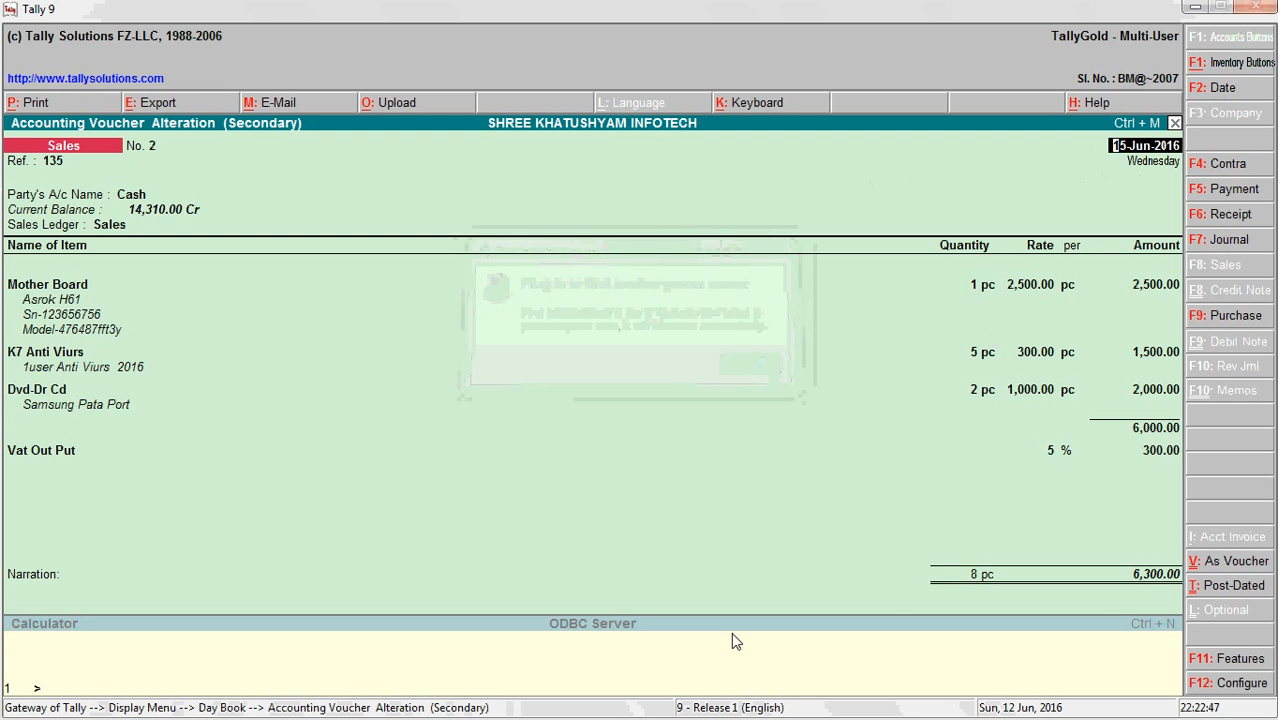 Tally 9
(c) Tally Solutions FZ-LLC, 1988-2006
TallyGold - Multi-User
http://www.tallysolutions.com
Sl. No. : BM@~2007
P: Print
E: Export
M: E-Mail
O: Upload
L: Language
K: Keyboard
H: Help
Accounting Voucher Alteration (Secondary)
SHREE KHATUSHYAM INFOTECH
Ctrl + M
Sales No. 2
15-Jun-2016
Ref. : 135
Wednesday
Party's A/c Name : Cash
Current Balance : 14,310.00 Cr
Sales Ledger : Sales
Name of Item Quantity Rate per Amount
Mother Board 1 pc 2,500.00 pc 2,500.00
Asrok H61
Sn-123656756
Model-476487fft3y
K7 Anti Viurs 5 pc 300.00 pc 1,500.00
1user Anti Viurs 2016
Dvd-Dr Cd 2 pc 1,000.00 pc 2,000.00
Samsung Pata Port
6,000.00
Vat Out Put 5 % 300.00
Narration: 8 pc 6,300.00
Calculator
ODBC Server
Ctrl + N
1 >
Gateway of Tally --> Display Menu --> Day Book --> Accounting Voucher Alteration (Secondary)
9 - Release 1 (English)
Sun, 12 Jun, 2016
22:22:47
F1: Accounts Buttons
F1: Inventory Buttons
F2: Date
F3: Company
F4: Contra
F5: Payment
F6: Receipt
F7: Journal
F8: Sales
F8: Credit Note
F9: Purchase
F9: Debit Note
F10: Rev Jrnl
F10: Memos
I: Acct Invoice
V: As Voucher
T: Post-Dated
L: Optional
F11: Features
F12: Configure